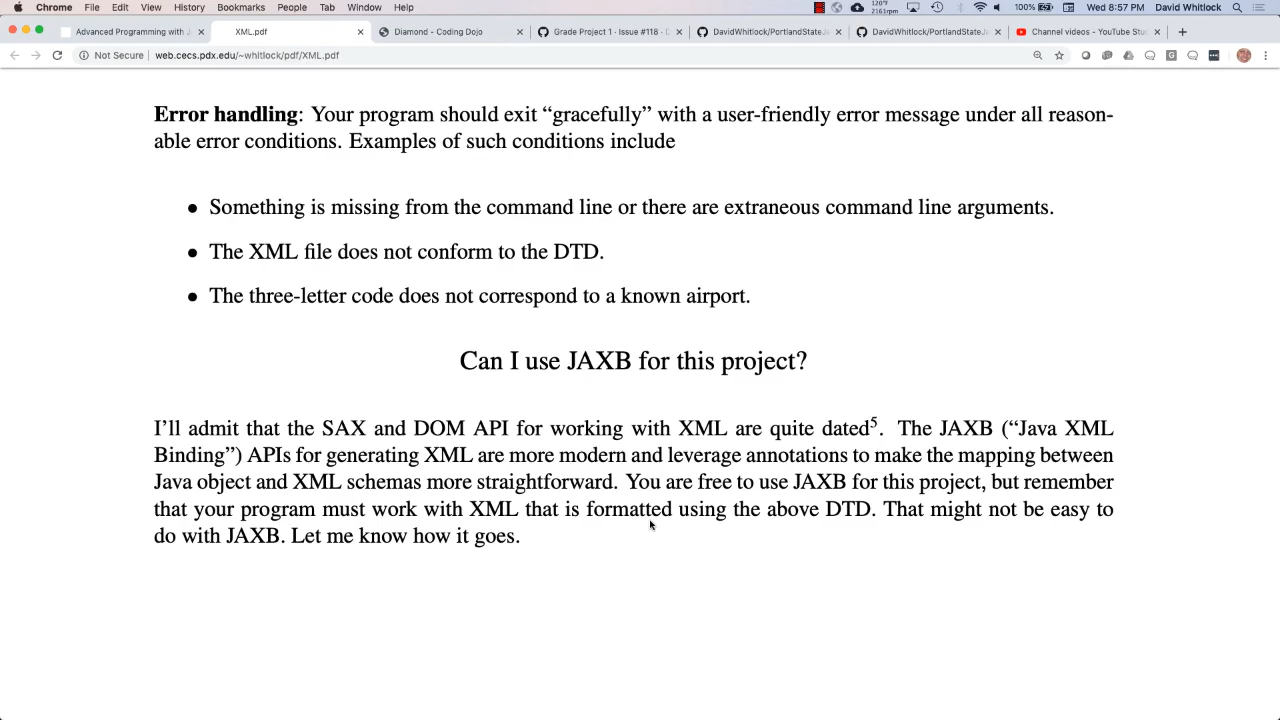 Chrome File Edit View History Bookmarks People Tab Window Help 120°F 2161rpm 100% Wed 8:57 PM David Whitlock
Advanced Programming with J XML.pdf Diamond - Coding Dojo Grade Project 1 · Issue #118 · DavidWhitlock/PortlandStateJ DavidWhitlock/PortlandStateJ Channel videos - YouTube Stu
Not Secure web.cecs.pdx.edu/~whitlock/pdf/XML.pdf
Error handling: Your program should exit “gracefully” with a user-friendly error message under all reason-
able error conditions. Examples of such conditions include
• Something is missing from the command line or there are extraneous command line arguments.
• The XML file does not conform to the DTD.
• The three-letter code does not correspond to a known airport.
Can I use JAXB for this project?
I’ll admit that the SAX and DOM API for working with XML are quite dated5. The JAXB (“Java XML
Binding”) APIs for generating XML are more modern and leverage annotations to make the mapping between
Java object and XML schemas more straightforward. You are free to use JAXB for this project, but remember
that your program must work with XML that is formatted using the above DTD. That might not be easy to
do with JAXB. Let me know how it goes.